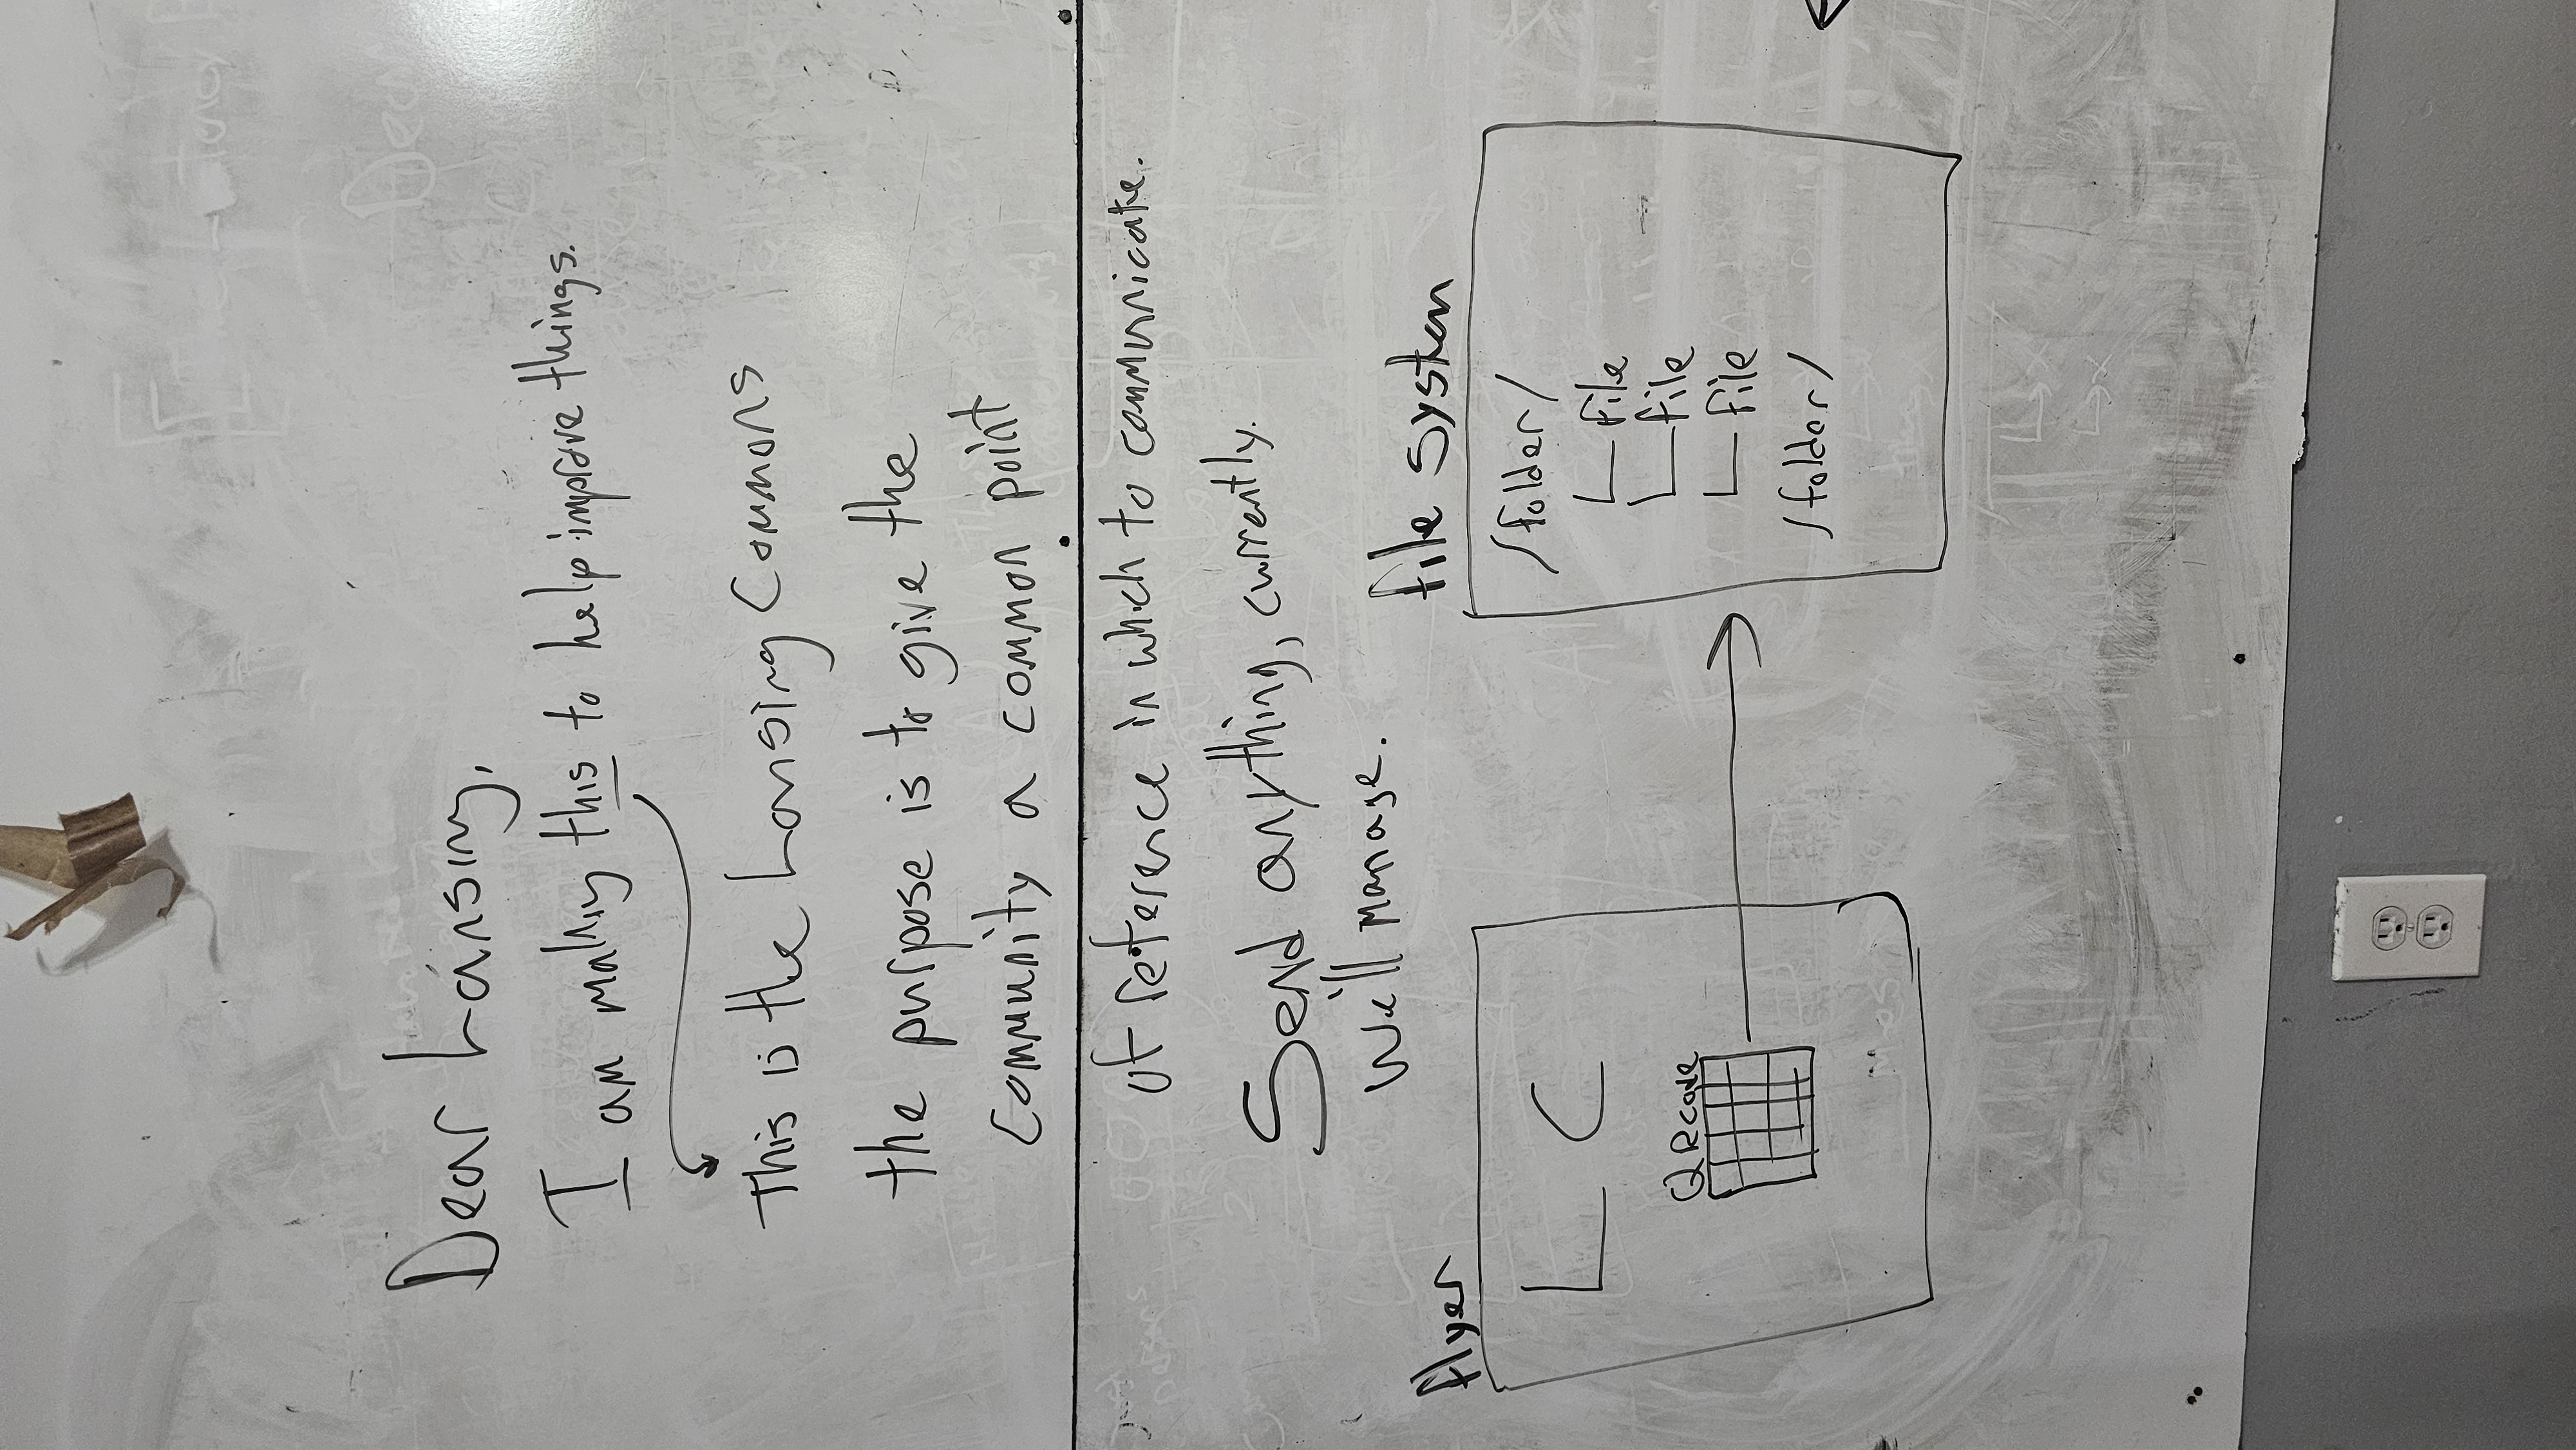 Dear Lansing,
I am making this to help improve things.
This is the Lansing Commons
the purpose is to give the
community a common point
of reference in which to communicate.
Send anything, currently.
We'll manage.
flyer
L C
QR code
file system
/folder/
file
file
file
/folder/